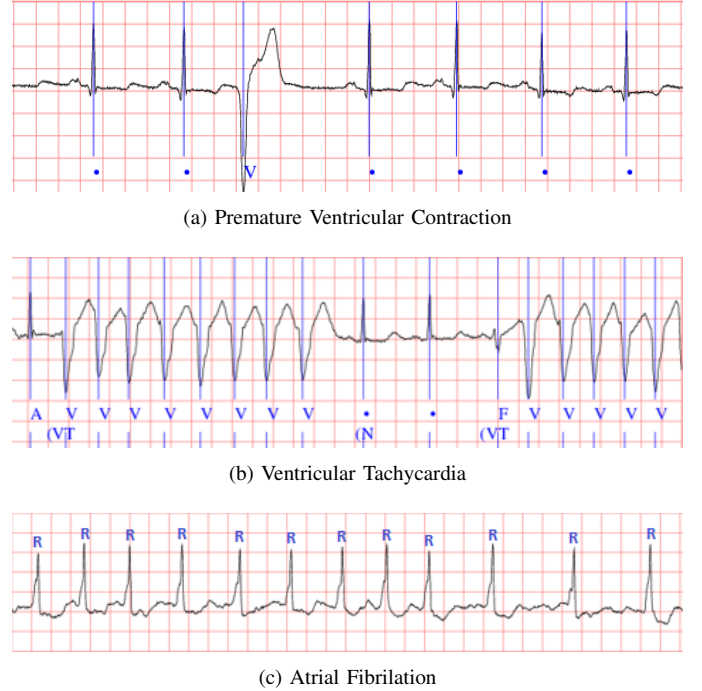 • • V • • • •
(a) Premature Ventricular Contraction
A V V V V V V V V • • F V V V V V
(VT (N (VT
(b) Ventricular Tachycardia
R R R R R R R R R R R R
(c) Atrial Fibrilation